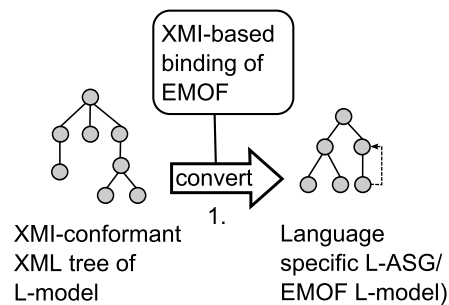 XMI-based
binding of
EMOF
convert
1.
XMI-conformant
XML tree of
L-model
Language
specific L-ASG/
EMOF L-model)